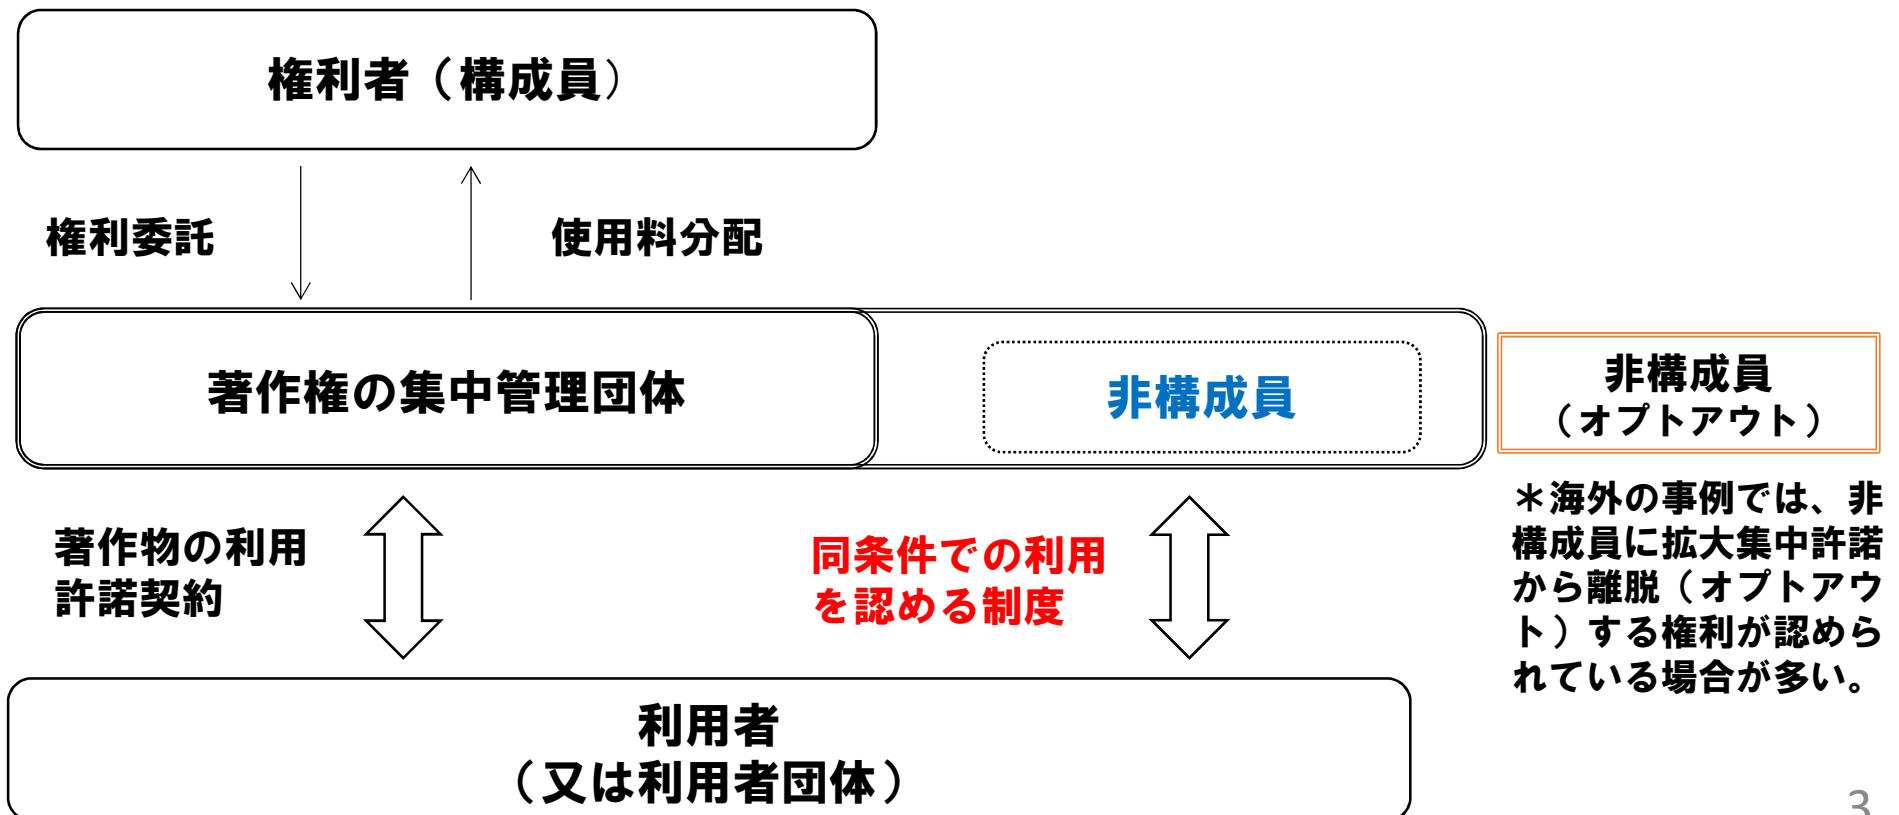 権利者（構成員）
権利委託
使用料分配
著作権の集中管理団体
非構成員
非構成員
（オプトアウト）
著作物の利用
許諾契約
同条件での利用
を認める制度
＊海外の事例では、非
構成員に拡大集中許諾
から離脱（オプトアウ
ト）する権利が認めら
れている場合が多い。
利用者
（又は利用者団体）
3